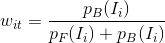 w_{it} = \frac{p_B(I_i)}{p_F(I_i) + p_B(I_i)}